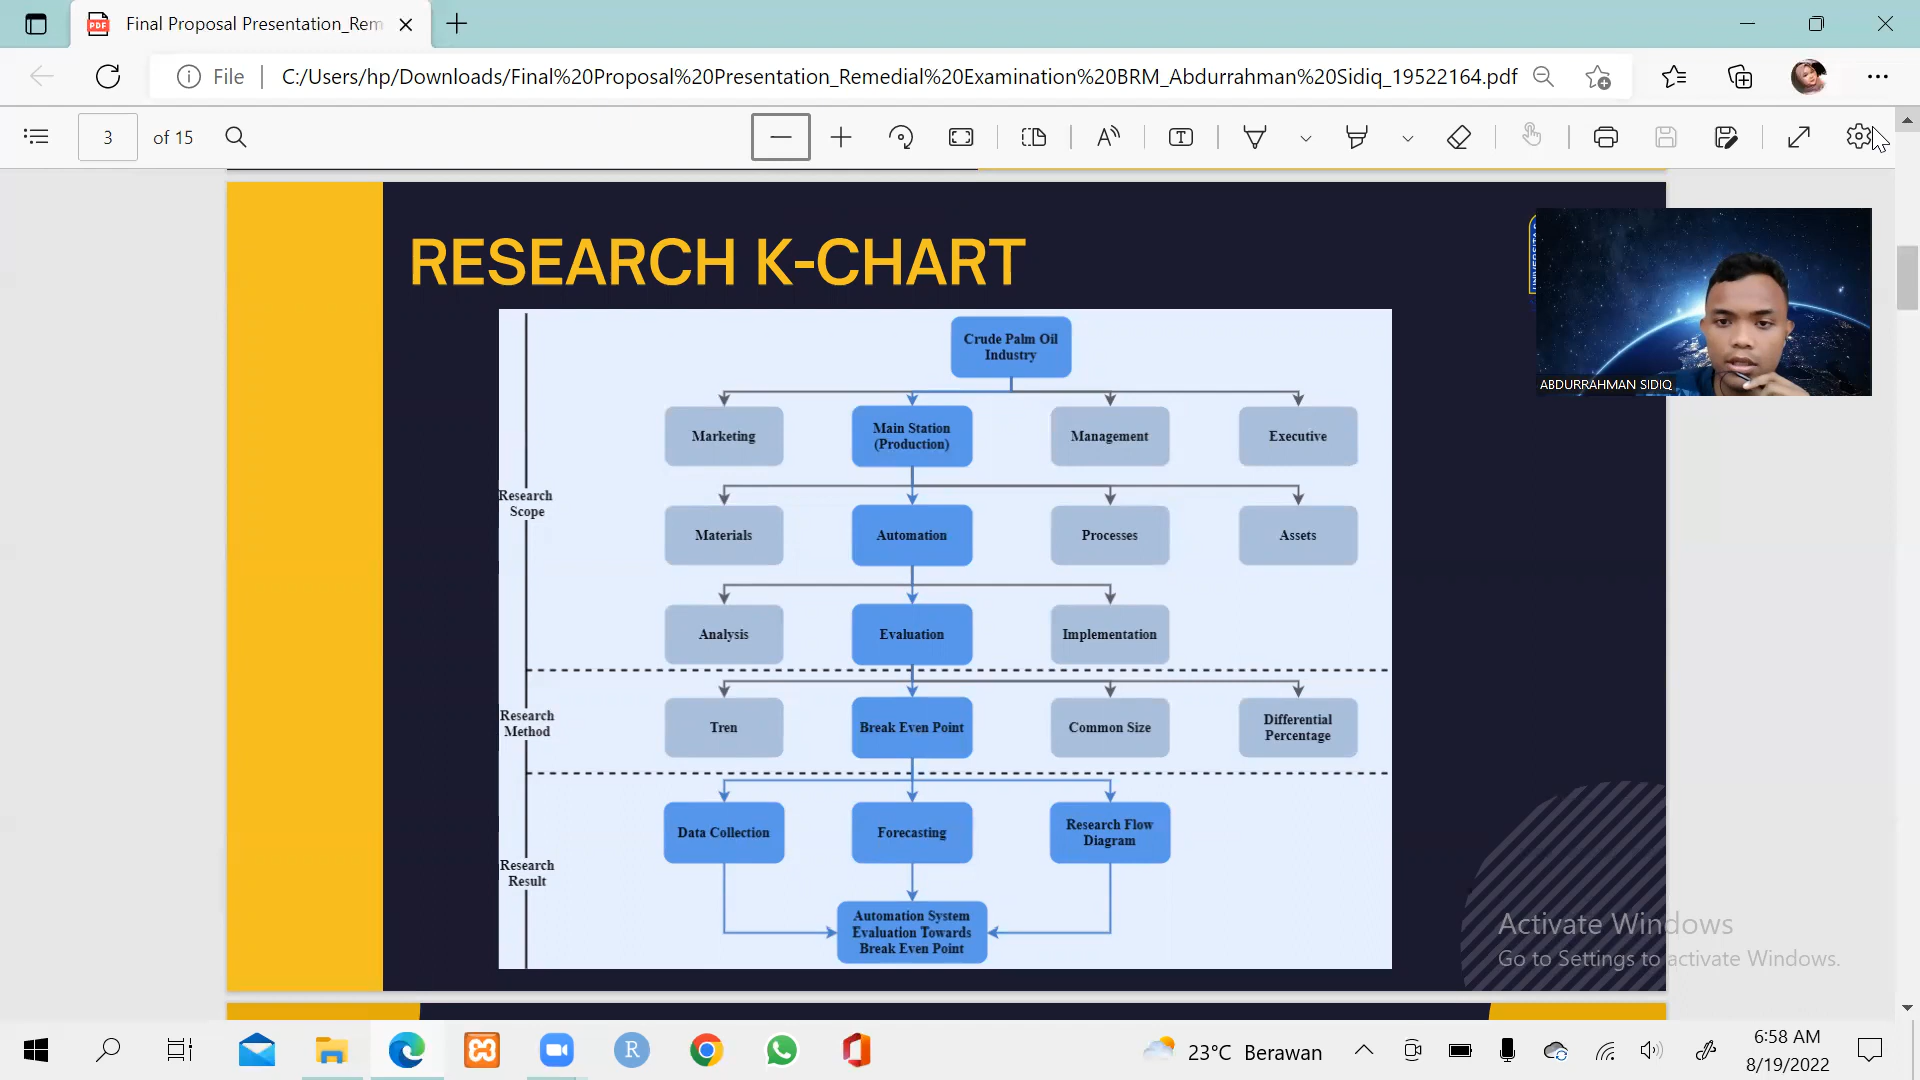 Final Proposal Presentation_Rem
File
C:/Users/hp/Downloads/Final%20Proposal%20Presentation_Remedial%20Examination%20BRM_Abdurrahman%20Sidiq_19522164.pdf
3 of 15
RESEARCH K-CHART
ABDURRAHMAN SIDIQ
Crude Palm Oil
Industry
Marketing
Main Station
(Production)
Management
Executive
Research
Scope
Materials
Automation
Processes
Assets
Analysis
Evaluation
Implementation
Research
Method
Tren
Break Even Point
Common Size
Differential
Percentage
Data Collection
Forecasting
Research Flow
Diagram
Research
Result
Automation System
Evaluation Towards
Break Even Point
Activate Windows
Go to Settings to activate Windows.
23°C Berawan
6:58 AM
8/19/2022